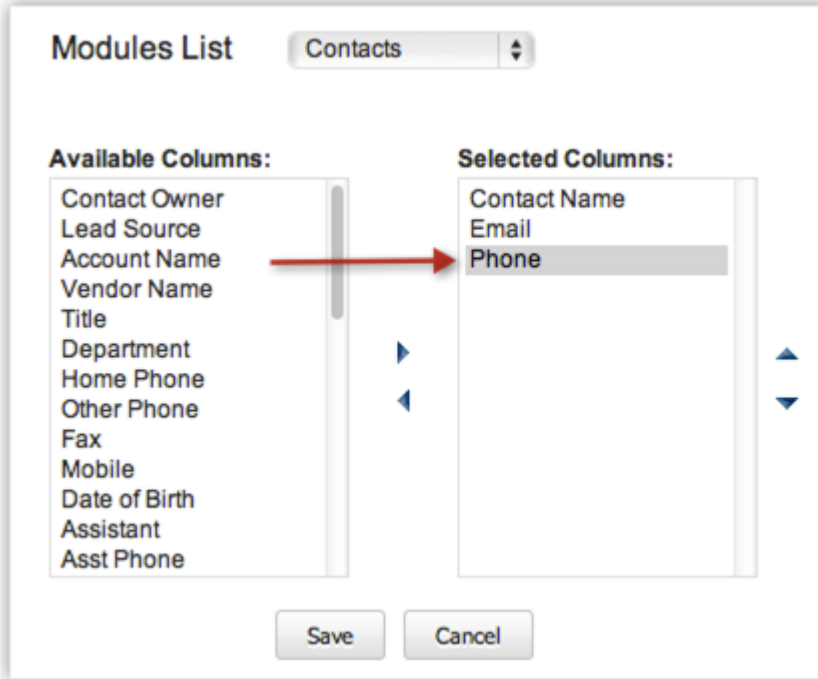 Modules List
Contacts
Available Columns:
Contact Owner
Lead Source
Account Name
Vendor Name
Title
Department
Home Phone
Other Phone
Fax
Mobile
Date of Birth
Assistant
Asst Phone
Selected Columns:
Contact Name
Email
Phone
Save
Cancel